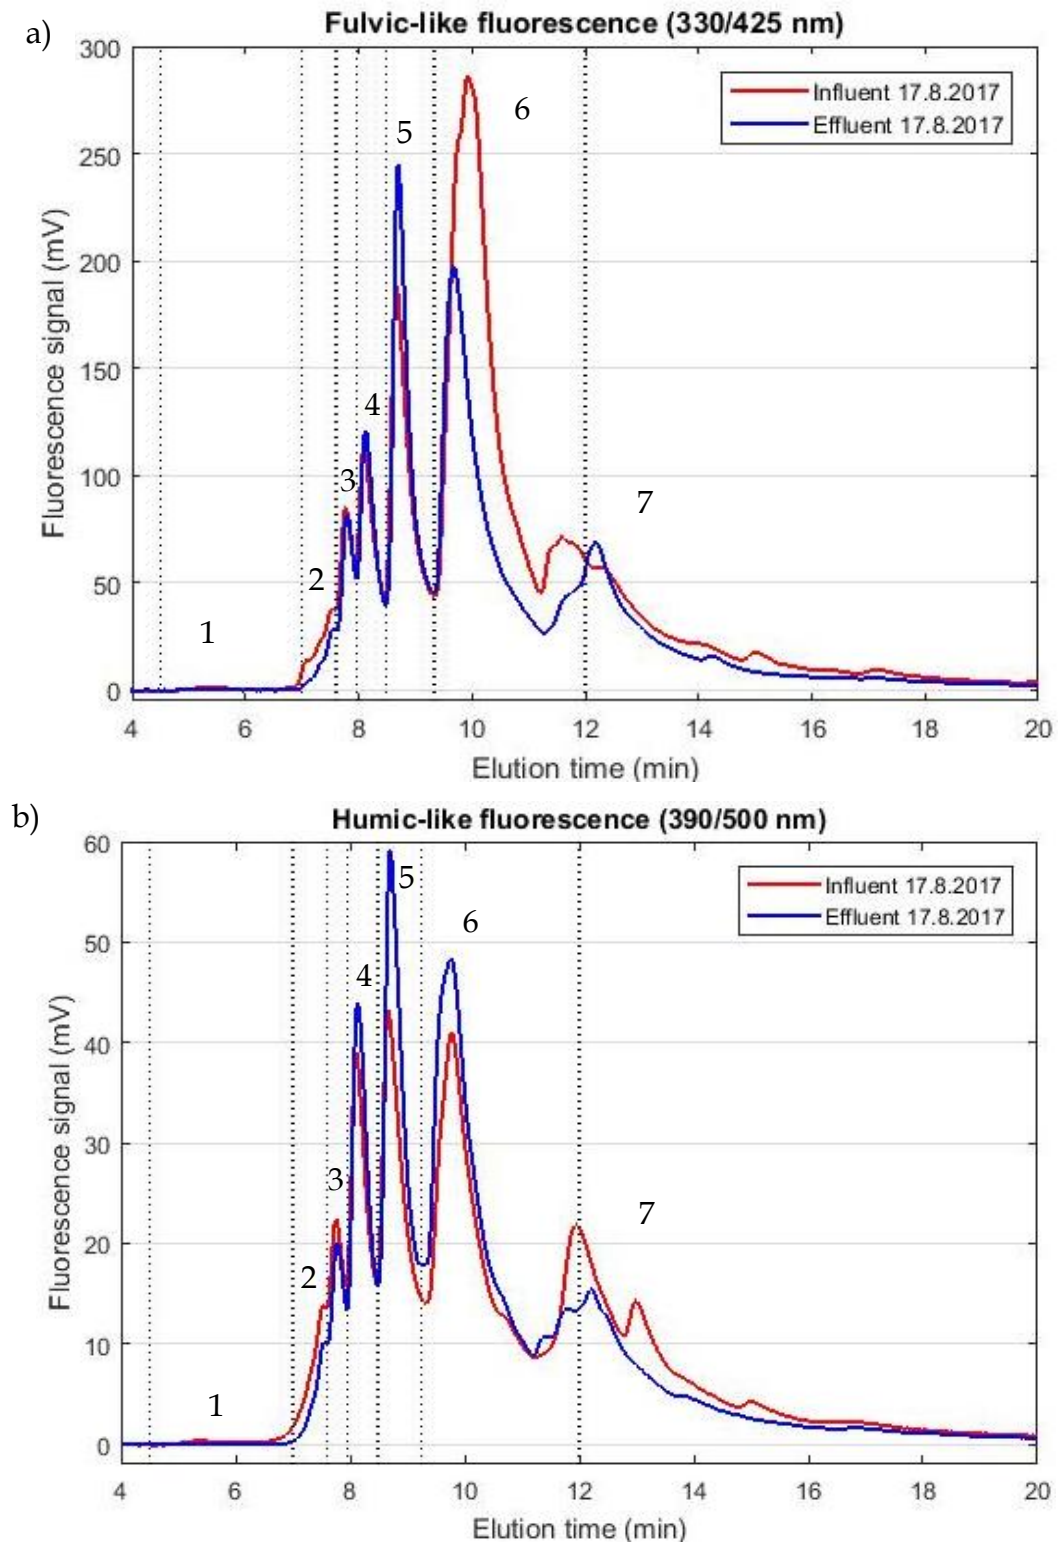 a)
Fulvic-like fluorescence (330/425 nm)
300
250
200
150
100
50
0
Fluorescence signal (mV)
Influent 17.8.2017
Effluent 17.8.2017
1
2
3
4
5
6
7
4 6 8 10 12 14 16 18 20
Elution time (min)
b)
Humic-like fluorescence (390/500 nm)
60
50
40
30
20
10
0
Fluorescence signal (mV)
Influent 17.8.2017
Effluent 17.8.2017
1
2
3
4
5
6
7
4 6 8 10 12 14 16 18 20
Elution time (min)